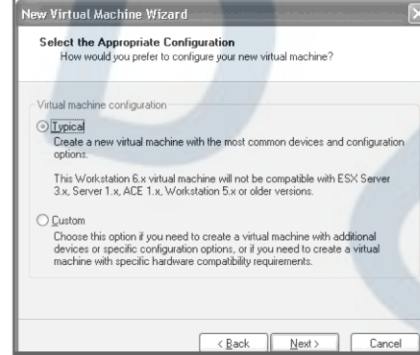 New Virtual Machine Wizard
Select the Appropriate Configuration
How would you prefer to configure your new virtual machine?
Virtual machine configuration
Typical
Create a new virtual machine with the most common devices and configuration
options.
This Workstation 6.x virtual machine will not be compatible with ESX Server
3.x, Server 1.x, ACE 1.x, Workstation 5.x or older versions.
Custom
Choose this option if you need to create a virtual machine with additional
devices or specific configuration options, or if you need to create a virtual
machine with specific hardware compatibility requirements.
< Back Next > Cancel